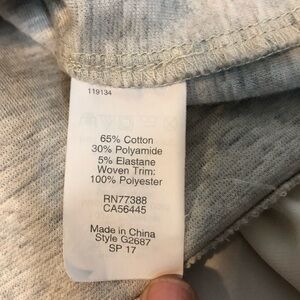 119134
65% Cotton
30% Polyamide
5% Elastane
Woven Trim:
100% Polyester
RN77388
CA56445
Made in China
Style G2687
SP 17